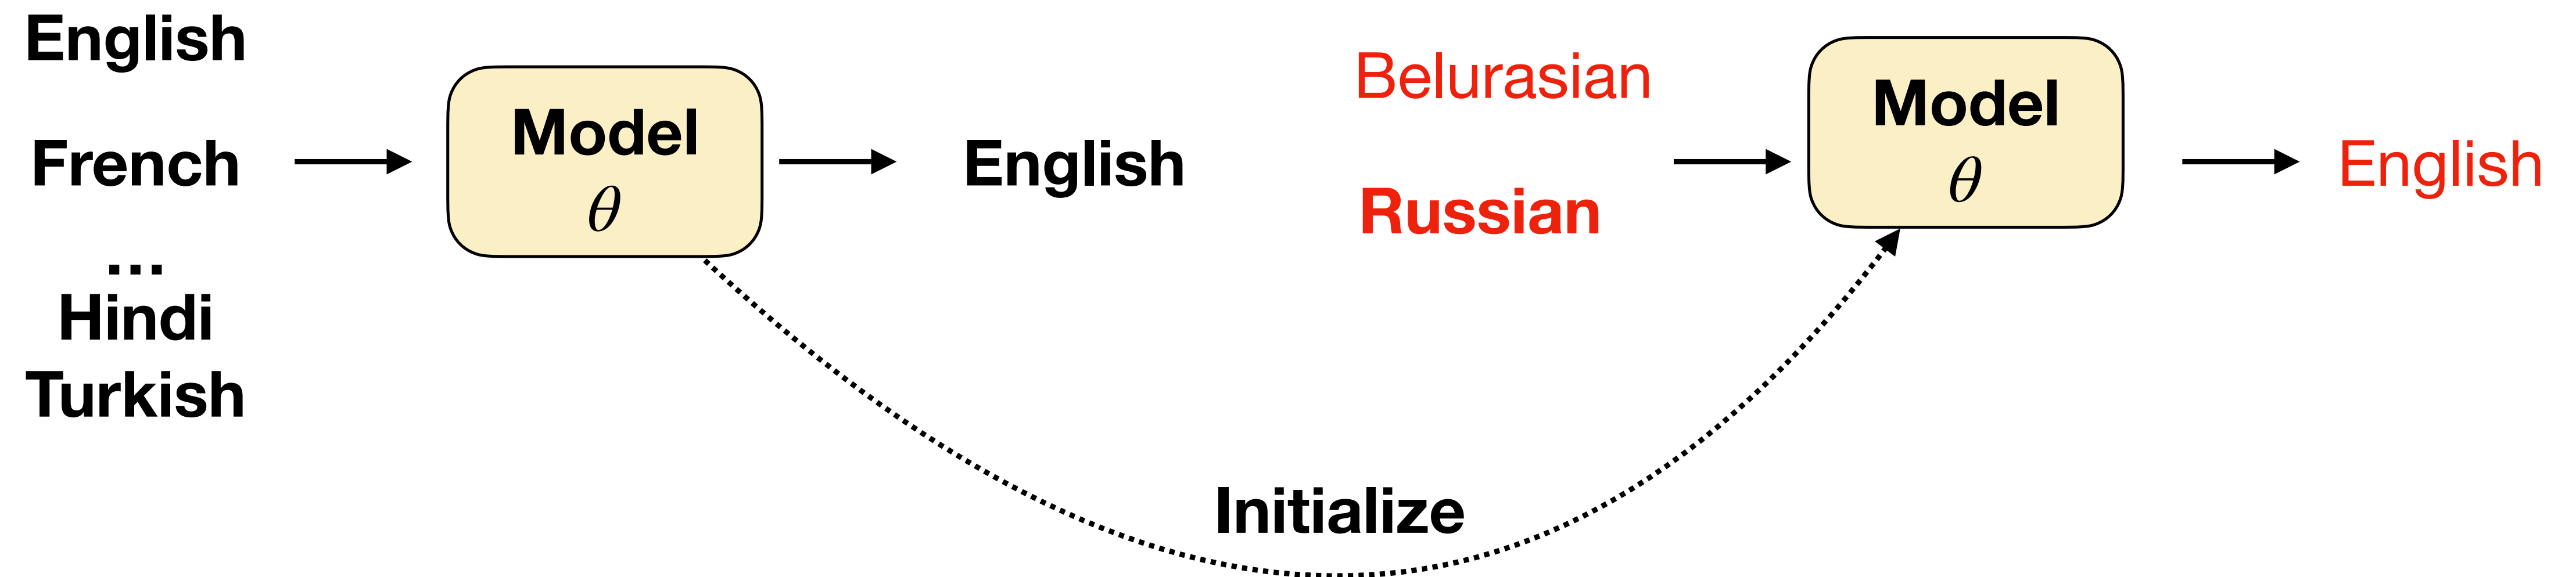 English
French
...
Hindi
Turkish
Model
θ
English
Initialize
Belurasian
Russian
Model
θ
English